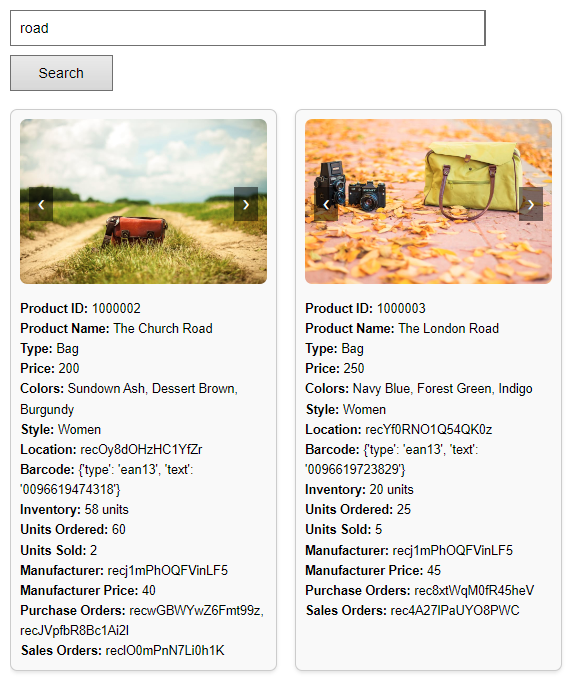 road
Search
Product ID: 1000002
Product Name: The Church Road
Type: Bag
Price: 200
Colors: Sundown Ash, Dessert Brown,
Burgundy
Style: Women
Location: recOy8dOHzHC1YfZr
Barcode: {'type': 'ean13', 'text':
'0096619474318'}
Inventory: 58 units
Units Ordered: 60
Units Sold: 2
Manufacturer: recj1mPhOQFVinLF5
Manufacturer Price: 40
Purchase Orders: recwGBWYwZ6Fmt99z,
recJVpfbR8Bc1Ai2I
Sales Orders: reclO0mPnN7Li0h1K
Product ID: 1000003
Product Name: The London Road
Type: Bag
Price: 250
Colors: Navy Blue, Forest Green, Indigo
Style: Women
Location: recYf0RNO1Q54QK0z
Barcode: {'type': 'ean13', 'text':
'0096619723829'}
Inventory: 20 units
Units Ordered: 25
Units Sold: 5
Manufacturer: recj1mPhOQFVinLF5
Manufacturer Price: 45
Purchase Orders: rec8xtWqM0fR45heV
Sales Orders: rec4A27lPaUYO8PWC